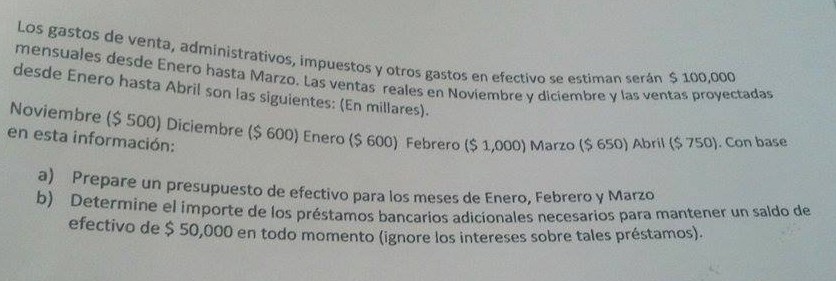 Los gastos de venta, administrativos, impuestos y otros gastos en efectivo se estiman serán $ 100,000
mensuales desde Enero hasta Marzo. Las ventas reales en Noviembre y diciembre y las ventas proyectadas
desde Enero hasta Abril son las siguientes: (En millares).
Noviembre ($ 500) Diciembre ($ 600) Enero ($ 600) Febrero ($ 1,000) Marzo ($ 650) Abril ($ 750). Con base
en esta información:
a) Prepare un presupuesto de efectivo para los meses de Enero, Febrero y Marzo
b) Determine el importe de los préstamos bancarios adicionales necesarios para mantener un saldo de
efectivo de $ 50,000 en todo momento (ignore los intereses sobre tales préstamos).